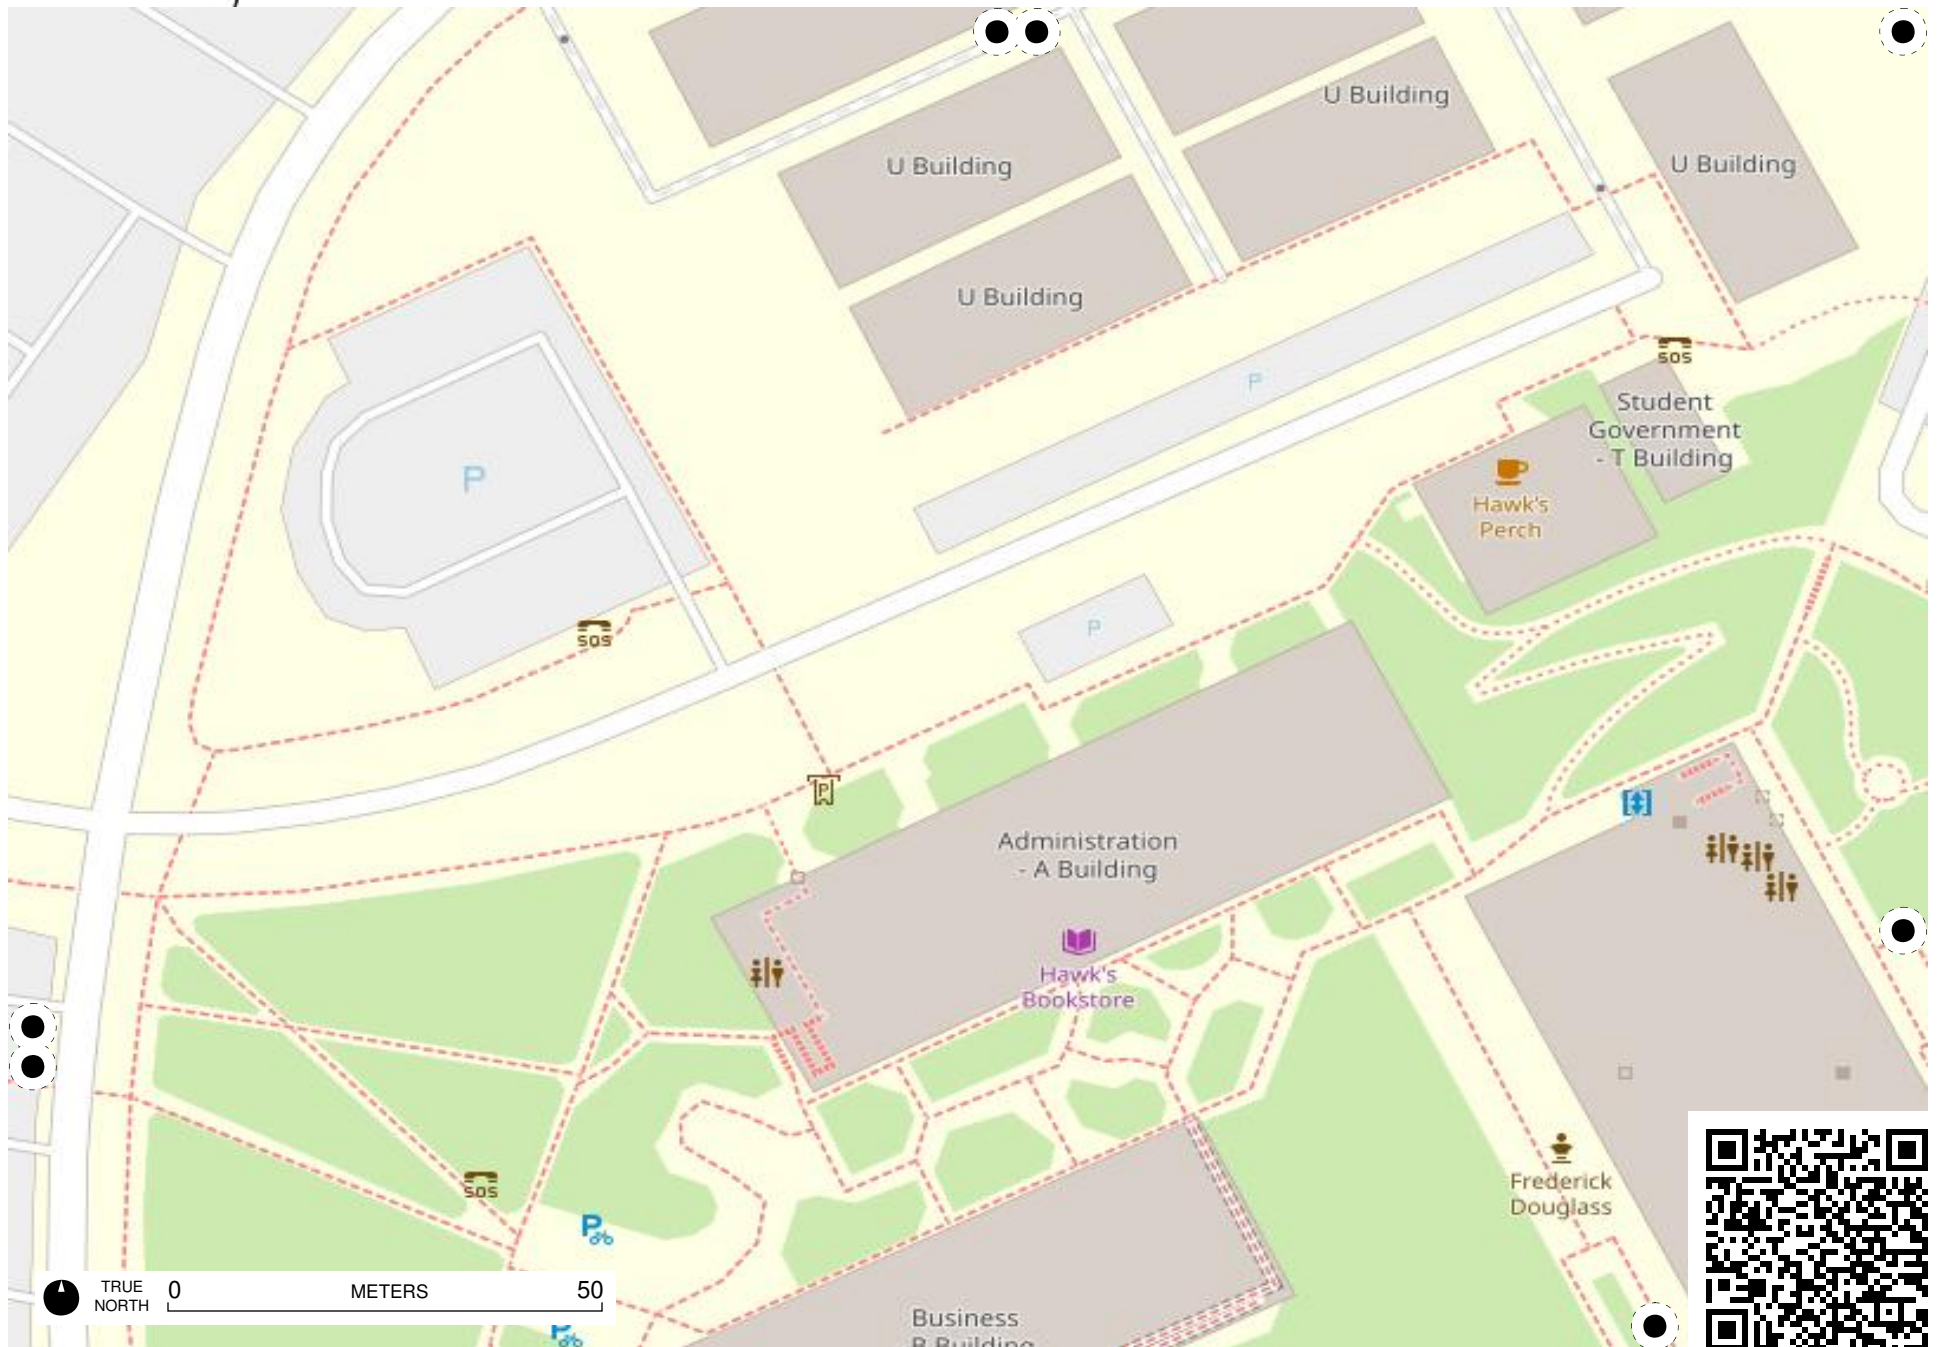 U Building
U Building
U Building
U Building
P
P
SOS
Student
Government
- T Building
Hawk's
Perch
P
SOS
P
Administration
- A Building
Hawk's
Bookstore
SOS
Frederick
Douglass
P
TRUE
NORTH
0 METERS 50
Business
B Building
P